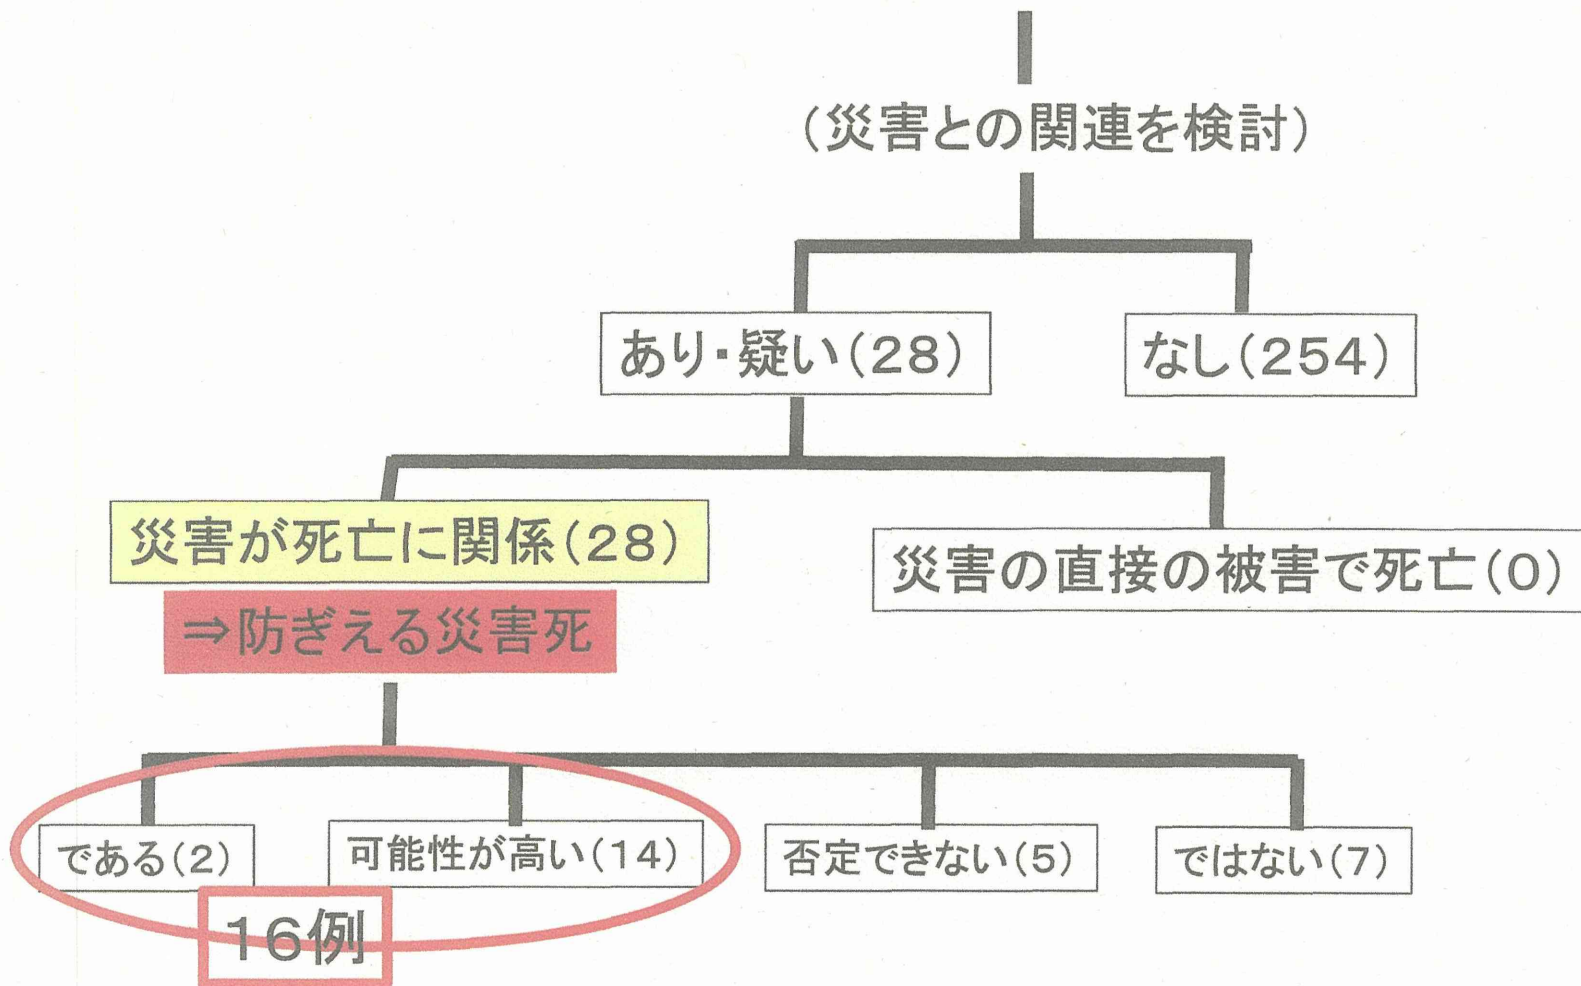 (災害との関連を検討)
あり・疑い(28)
なし(254)
災害が死亡に関係(28)
災害の直接の被害で死亡(0)
⇒防ぎえる災害死
である(2)
可能性が高い(14)
否定できない(5)
ではない(7)
16例